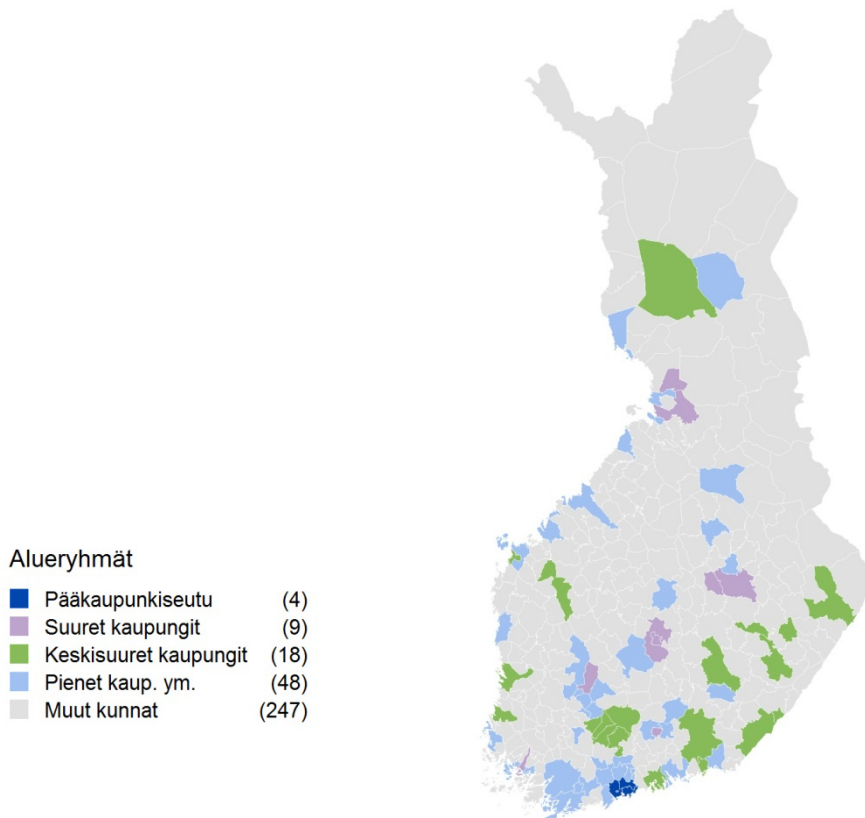 Alueryhmät
Pääkaupunkiseutu (4)
Suuret kaupungit (9)
Keskisuuret kaupungit (18)
Pienet kaup. ym. (48)
Muut kunnat (247)